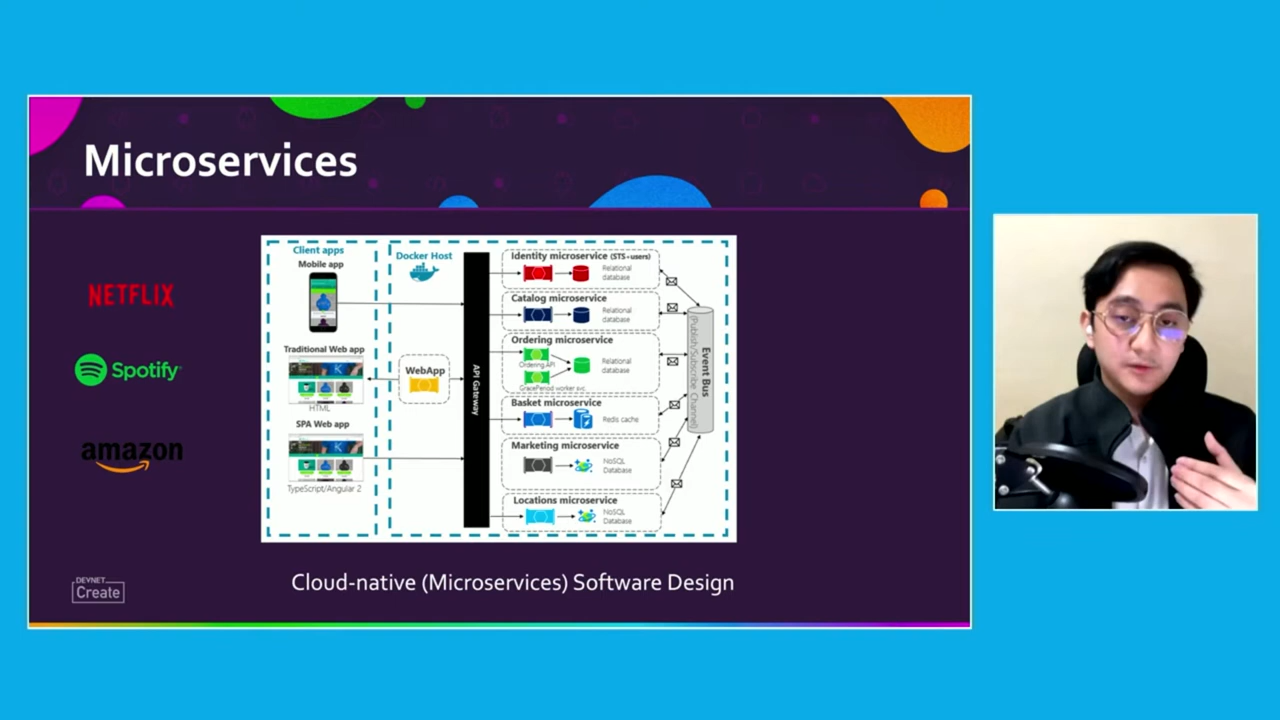 Microservices
NETFLIX
Spotify
amazon
Client apps
Mobile app
Traditional Web app
HTML
SPA Web app
TypeScript/Angular 2
Docker Host
WebApp
API Gateway
Identity microservice (STS+users)
Relational
database
Catalog microservice
Relational
database
Ordering microservice
Ordering API
Relational
database
GracePeriod worker svc.
Basket microservice
Redis cache
Marketing microservice
NoSQL
Database
Locations microservice
NoSQL
Database
Event Bus
(Publish/Subscribe Channel)
DEVNET
Create
Cloud-native (Microservices) Software Design